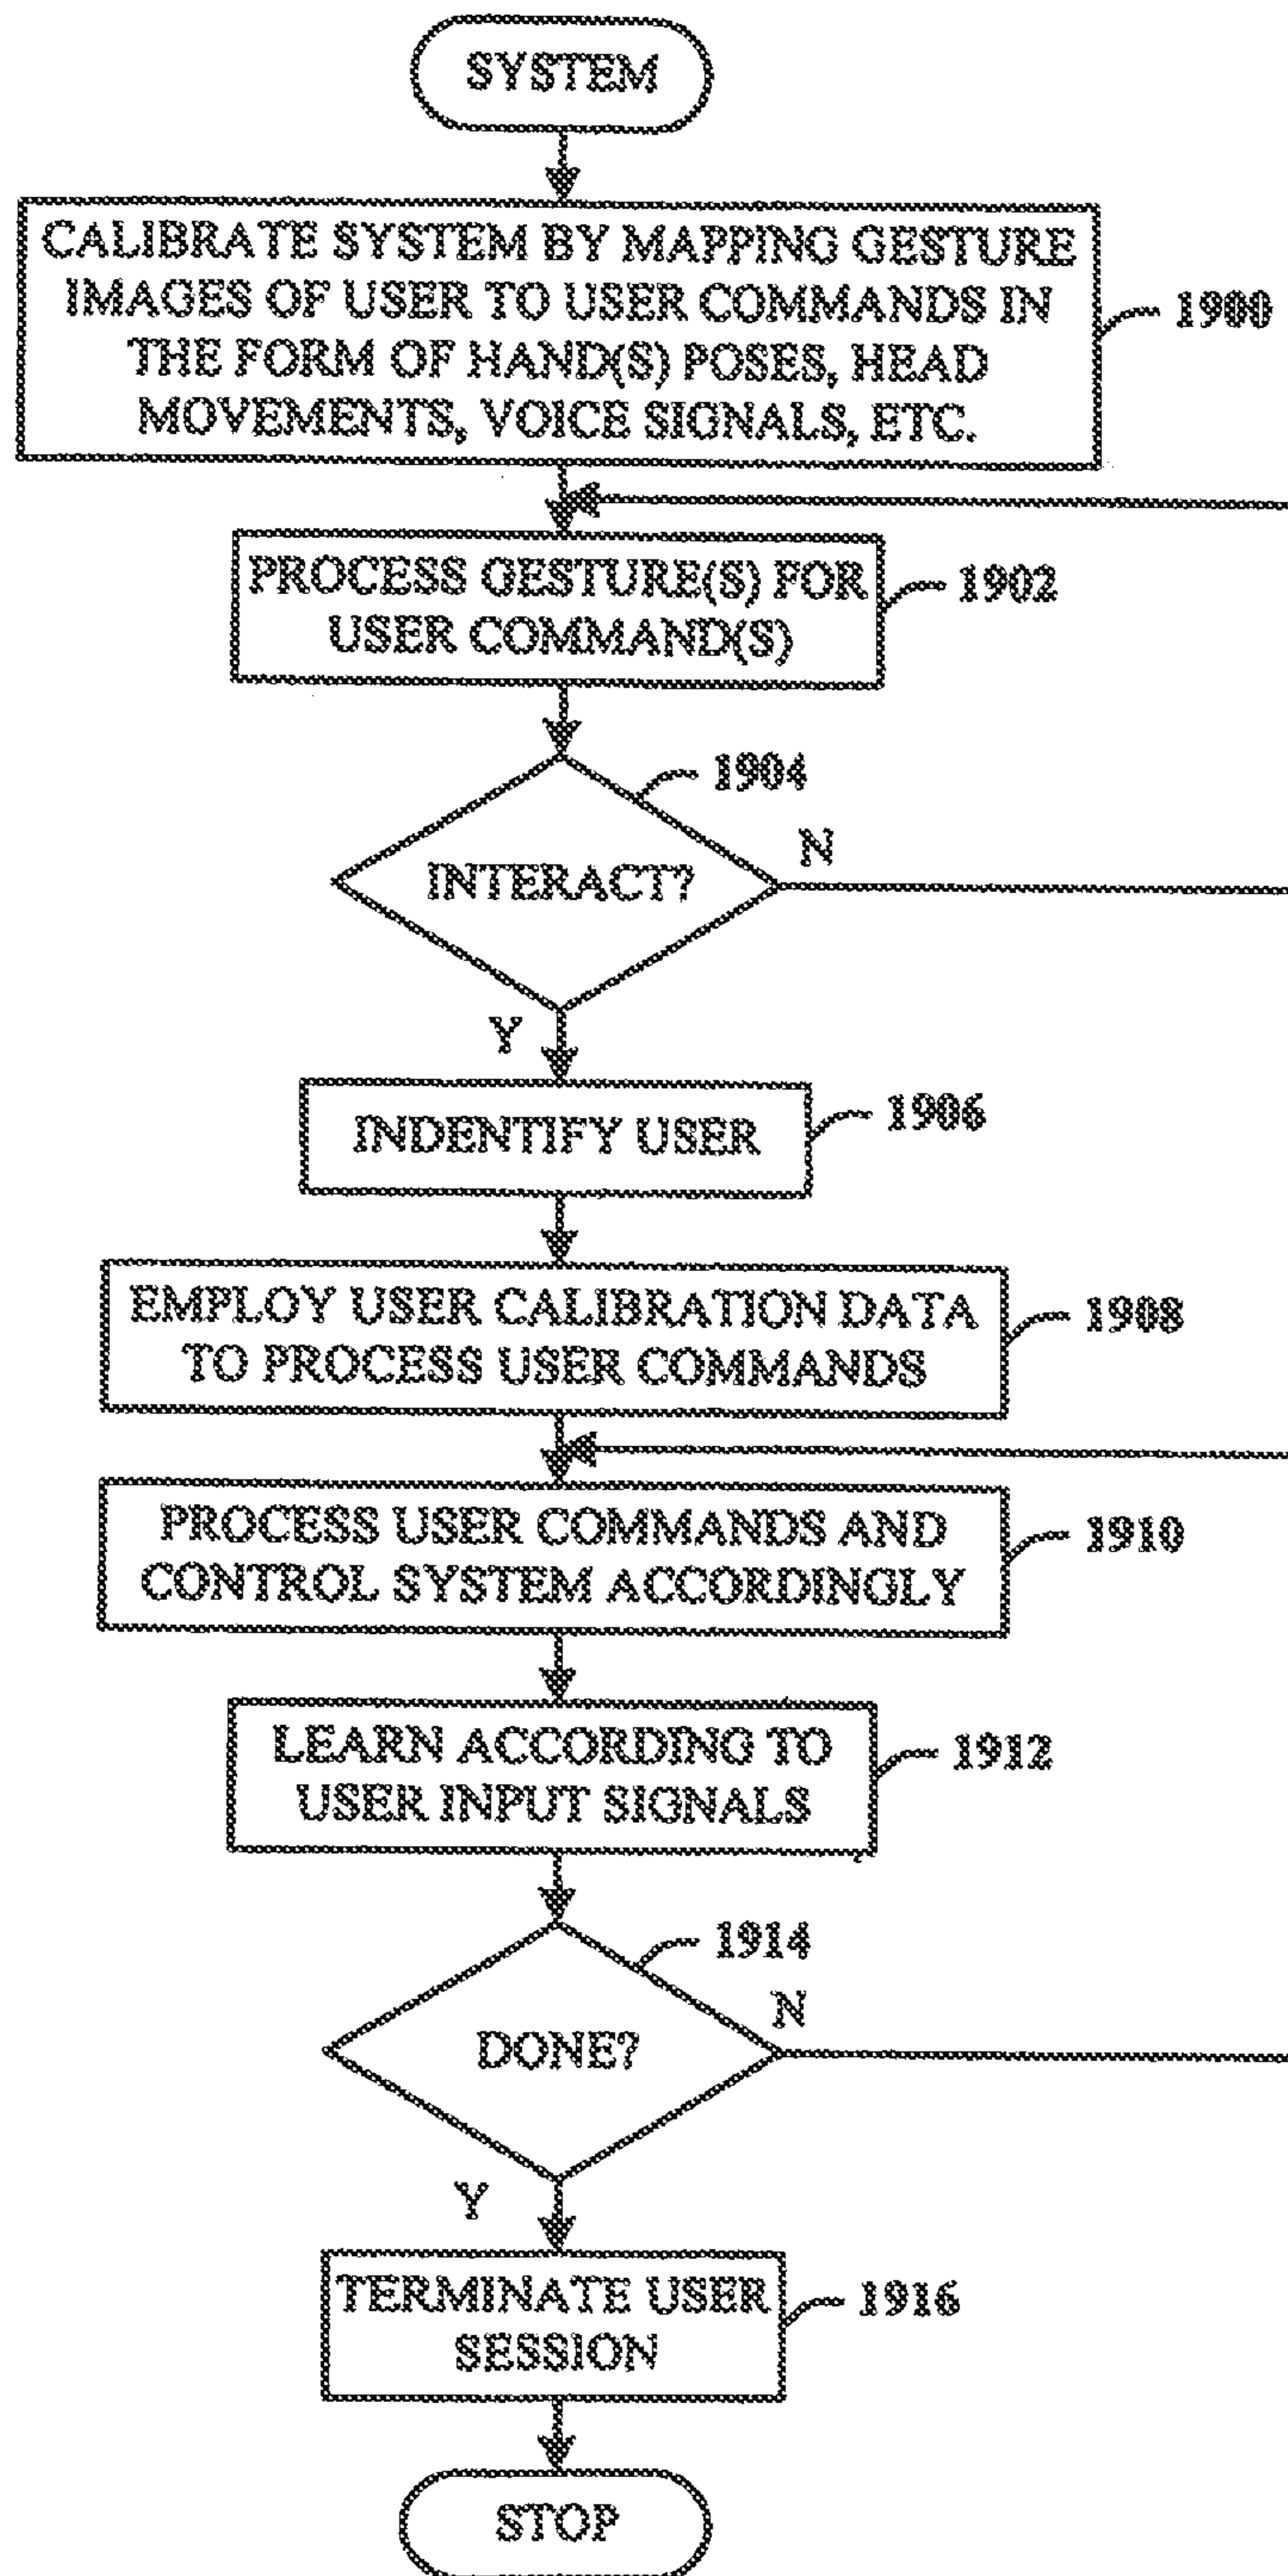 SYSTEM
CALIBRATE SYSTEM BY MAPPING GESTURE
IMAGES OF USER TO USER COMMANDS IN
THE FORM OF HAND(S) POSES, HEAD
MOVEMENTS, VOICE SIGNALS, ETC.
1900
PROCESS GESTURE(S) FOR
USER COMMAND(S)
1902
1904
INTERACT?
N
Y
INDENTIFY USER
1906
EMPLOY USER CALIBRATION DATA
TO PROCESS USER COMMANDS
1908
PROCESS USER COMMANDS AND
CONTROL SYSTEM ACCORDINGLY
1910
LEARN ACCORDING TO
USER INPUT SIGNALS
1912
1914
DONE?
N
Y
TERMINATE USER
SESSION
1916
STOP